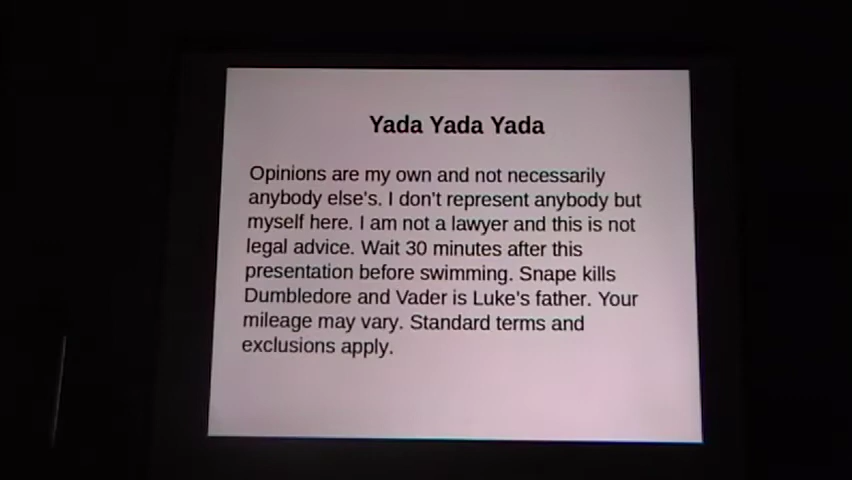 Yada Yada Yada
Opinions are my own and not necessarily
anybody else's. I don't represent anybody but
myself here. I am not a lawyer and this is not
legal advice. Wait 30 minutes after this
presentation before swimming. Snape kills
Dumbledore and Vader is Luke's father. Your
mileage may vary. Standard terms and
exclusions apply.